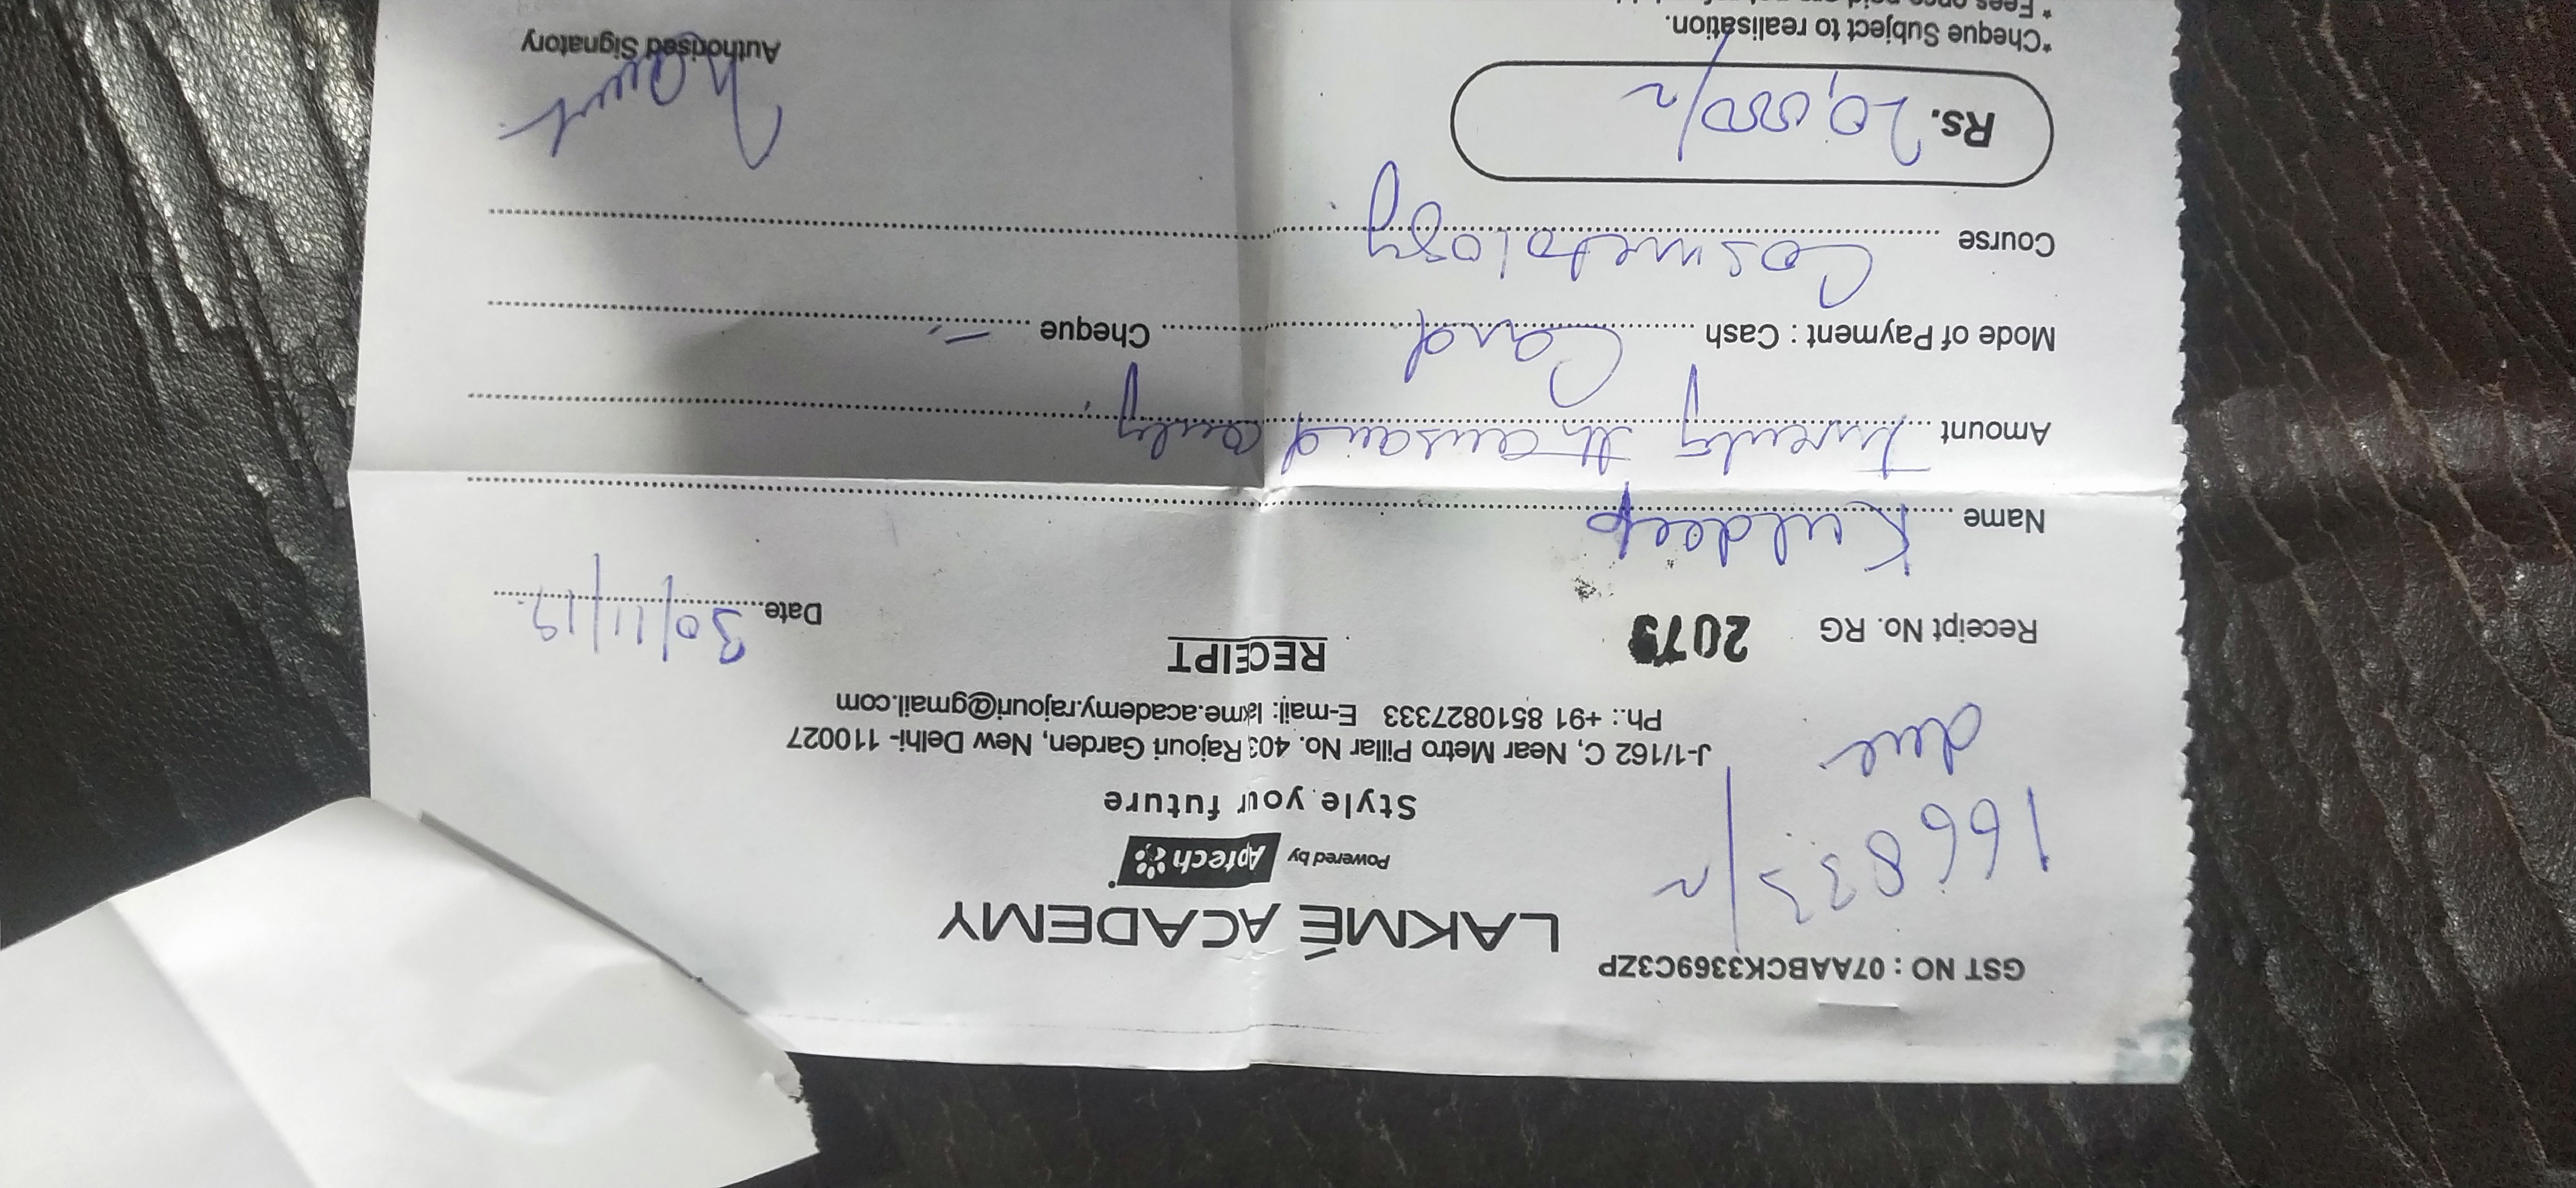 GST NO : 07AABCK3369C3ZP
LAKMÉ ACADEMY
Powered by Aptech
166833/-
due
Style your future
J-1/162 C, Near Metro Pillar No. 403 Rajouri Garden, New Delhi- 110027
Ph.: +91 8510827333 E-mail: lakme.academy.rajouri@gmail.com
RECEIPT
Receipt No. RG 2079
Date 30/11/19
Name Kuldeep
Amount Twenty thousand only
Mode of Payment : Cash Card Cheque
Course Cosmetology
Rs. 20,000/-
Authorised Signatory
*Cheque Subject to realisation.
* Fees once paid